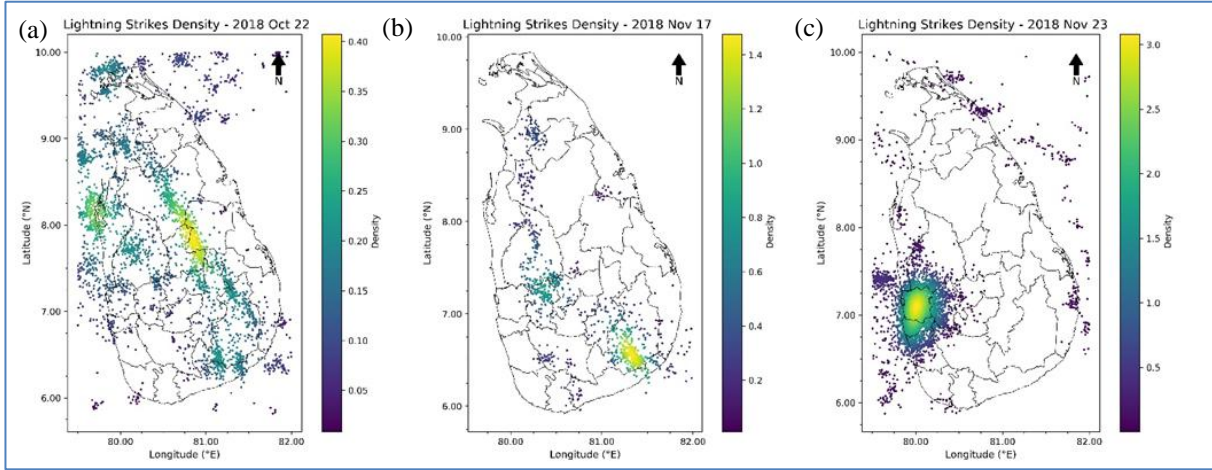 (a)
Lightning Strikes Density - 2018 Oct 22
10.00
9.00
8.00
7.00
6.00
Latitude (°N)
80.00 81.00 82.00
Longitude (°E)
N
0.40
0.35
0.30
0.25
0.20
0.15
0.10
0.05
Density
(b)
Lightning Strikes Density - 2018 Nov 17
10.00
9.00
8.00
7.00
6.00
Latitude (°N)
80.00 81.00 82.00
Longitude (°E)
N
1.4
1.2
1.0
0.8
0.6
0.4
0.2
Density
(c)
Lightning Strikes Density - 2018 Nov 23
10.00
9.00
8.00
7.00
6.00
Latitude (°N)
80.00 81.00 82.00
Longitude (°E)
N
3.0
2.5
2.0
1.5
1.0
0.5
Density